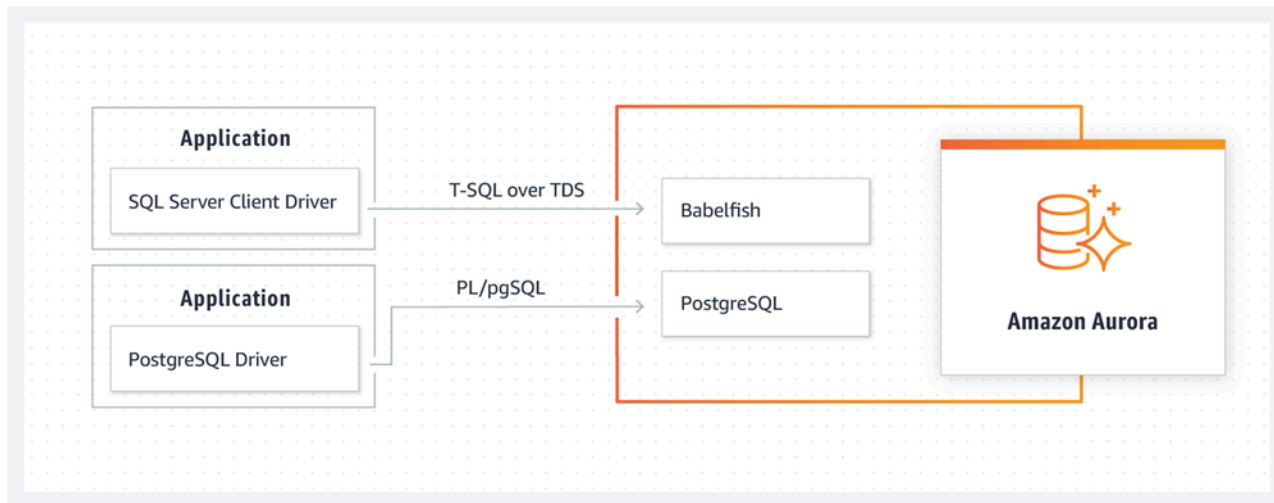 Application
SQL Server Client Driver
T-SQL over TDS
Babelfish
Application
PostgreSQL Driver
PL/pgSQL
PostgreSQL
Amazon Aurora